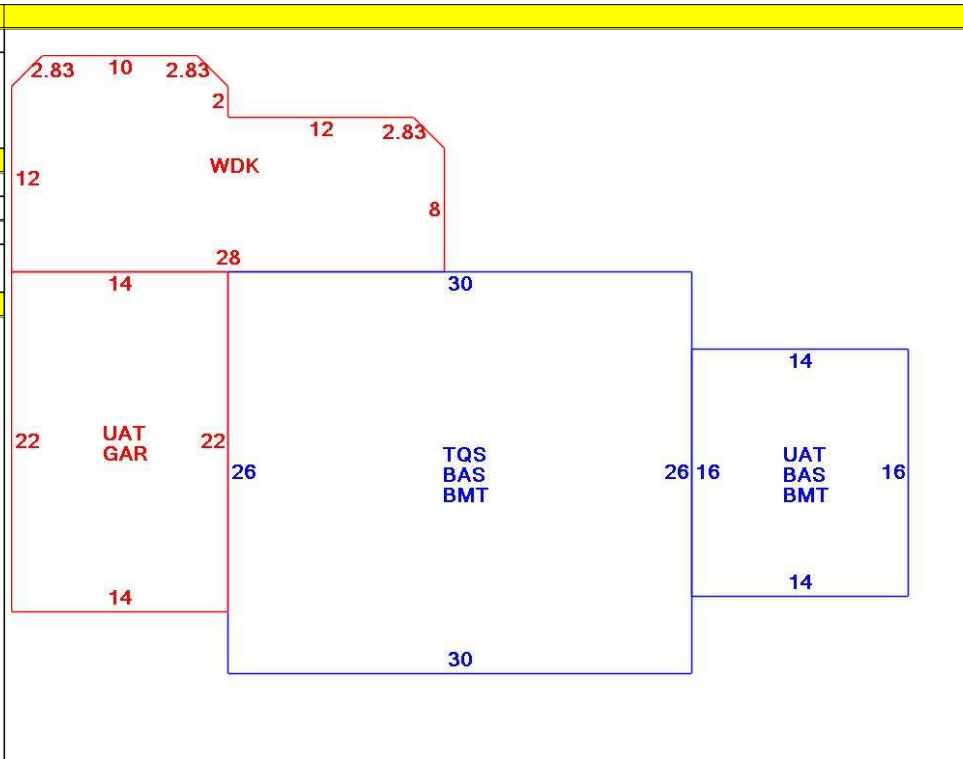 2.83 10 2.83
2
12 2.83
WDK
12
8
28
14 30
14
22 UAT 22
GAR
26 TQS 26 16 UAT 16
BAS BAS
BMT BMT
14 14
30